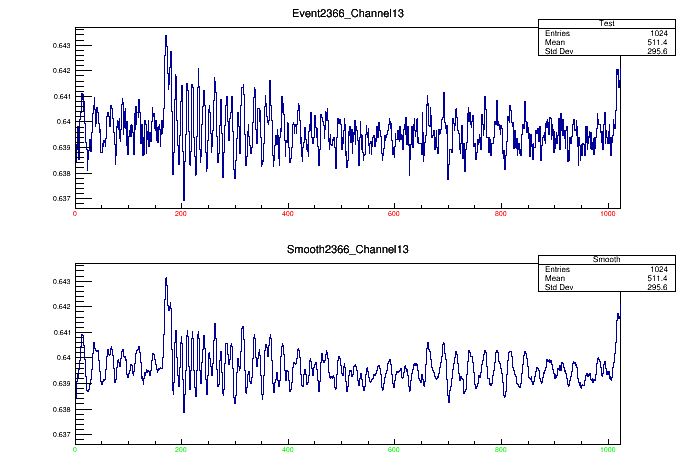 Event2366_Channel13
Test
Entries 1024
Mean 511.4
Std Dev 295.6
0.643
0.642
0.641
0.64
0.639
0.638
0.637
0 200 400 600 800 1000
Smooth2366_Channel13
Smooth
Entries 1024
Mean 511.4
Std Dev 295.6
0.643
0.642
0.641
0.64
0.639
0.638
0.637
0 200 400 600 800 1000